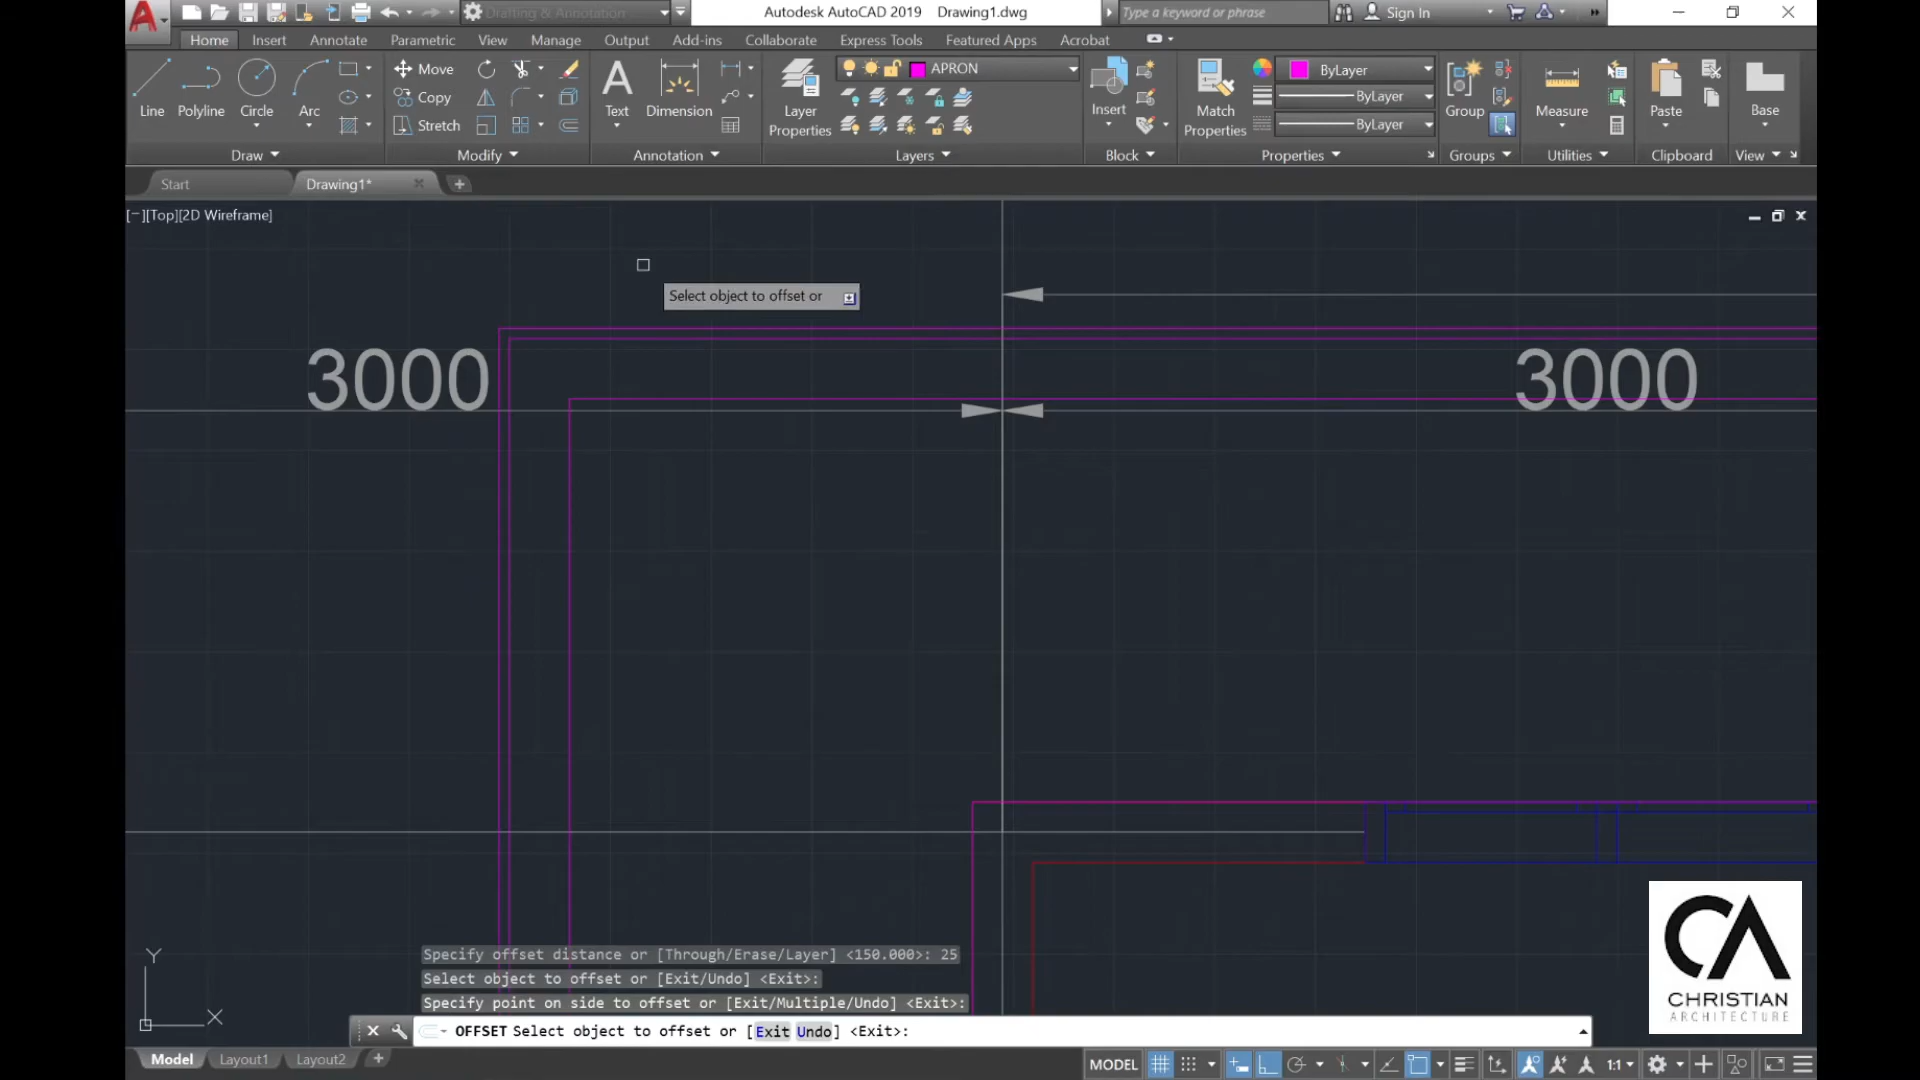 Drafting & Annotation
Autodesk AutoCAD 2019 Drawing1.dwg
Type a keyword or phrase
Sign In
Home Insert Annotate Parametric View Manage Output Add-ins Collaborate Express Tools Featured Apps Acrobat
Line Polyline Circle Arc
Move
Copy
Stretch
Text Dimension
Layer
Properties
APRON
Insert
Match
Properties
ByLayer
ByLayer
ByLayer
Group
Measure
Paste
Base
Draw Modify Annotation Layers Block Properties Groups Utilities Clipboard View
Start Drawing1*
[−][Top][2D Wireframe]
Select object to offset or
3000 3000
Y
X
Specify offset distance or [Through/Erase/Layer] <150.000>: 25
Select object to offset or [Exit/Undo] <Exit>:
Specify point on side to offset or [Exit/Multiple/Undo] <Exit>:
OFFSET Select object to offset or [Exit Undo] <Exit>:
CA
CHRISTIAN
ARCHITECTURE
Model Layout1 Layout2 +
MODEL
1:1